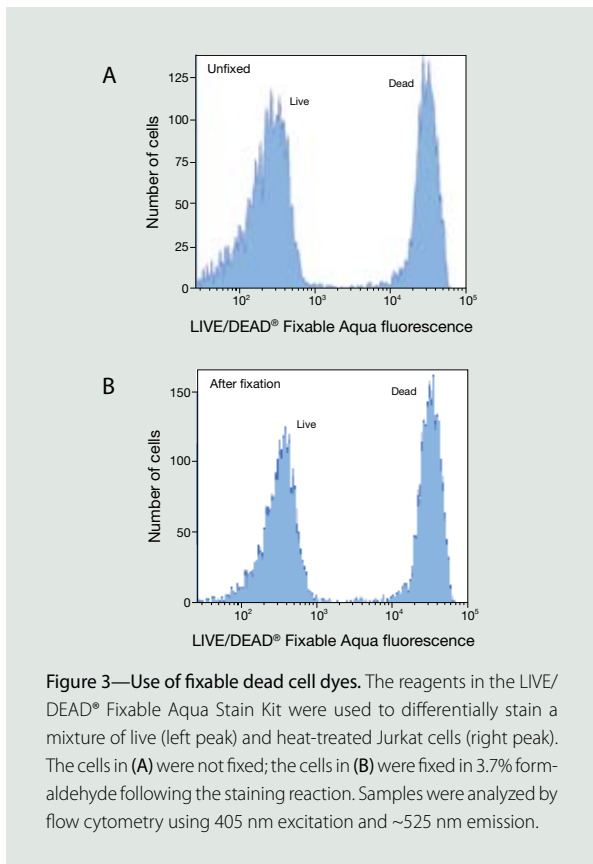 A
Unfixed
Live
Dead
Number of cells
125
100
75
50
25
0
10²
10³
10⁴
10⁵
LIVE/DEAD® Fixable Aqua fluorescence
B
After fixation
Live
Dead
Number of cells
150
100
50
0
10²
10³
10⁴
10⁵
LIVE/DEAD® Fixable Aqua fluorescence
Figure 3—Use of fixable dead cell dyes. The reagents in the LIVE/
DEAD® Fixable Aqua Stain Kit were used to differentially stain a
mixture of live (left peak) and heat-treated Jurkat cells (right peak).
The cells in (A) were not fixed; the cells in (B) were fixed in 3.7% form-
aldehyde following the staining reaction. Samples were analyzed by
flow cytometry using 405 nm excitation and ~525 nm emission.